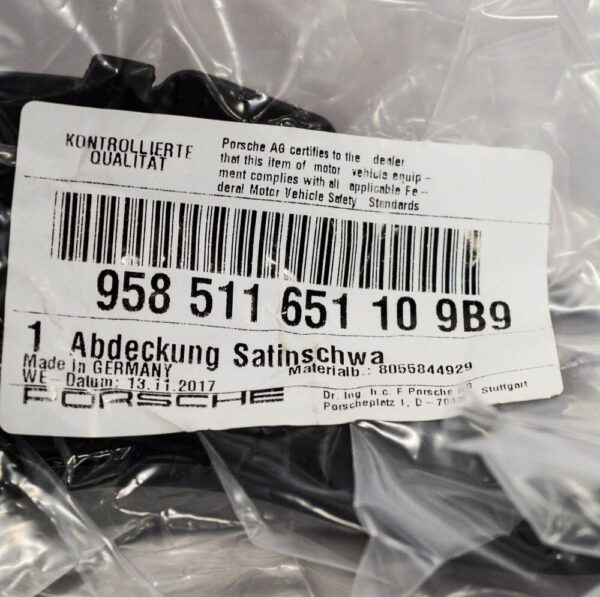 KONTROLLIERTE
QUALITÄT
Porsche AG certifies to the dealer
that this item of motor vehicle equip-
ment complies with all applicable Fe-
deral Motor Vehicle Safety Standards
958 511 651 10 9B9
1 Abdeckung Satinschwa
Made in GERMANY
Materialb.: 8055844929
WE- Datum: 13.11.2017
PORSCHE
Dr. Ing h.c. F Porsche Stuttgart
Porscheplatz 1, D-